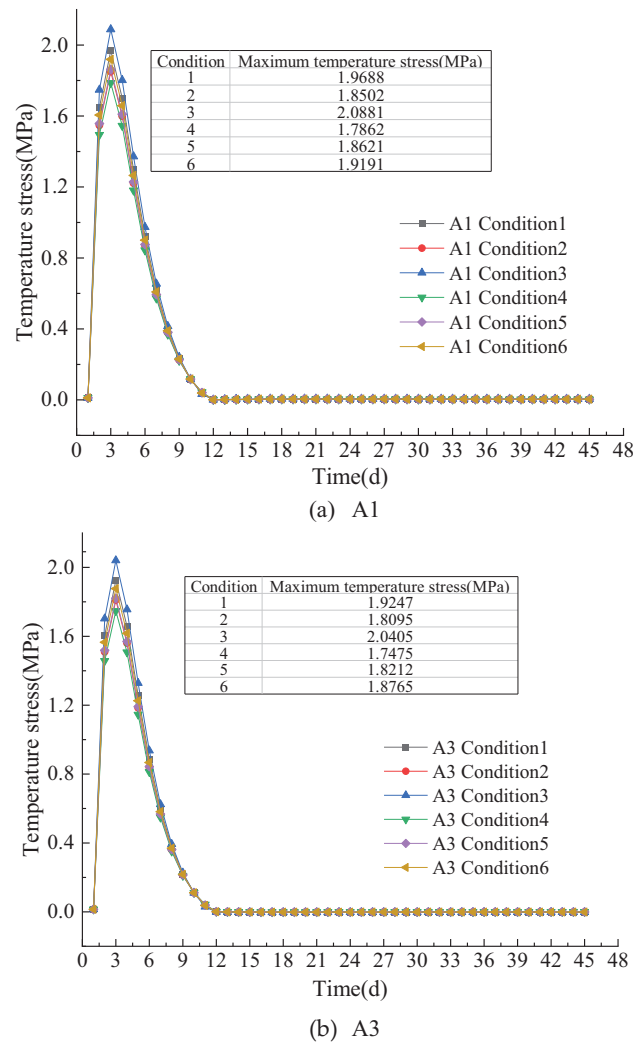 Temperature stress(MPa)
2.0
1.6
1.2
0.8
0.4
0.0
Condition Maximum temperature stress(MPa)
1 1.9688
2 1.8502
3 2.0881
4 1.7862
5 1.8621
6 1.9191
A1 Condition1
A1 Condition2
A1 Condition3
A1 Condition4
A1 Condition5
A1 Condition6
0 3 6 9 12 15 18 21 24 27 30 33 36 39 42 45 48
Time(d)
(a) A1
Temperature stress(MPa)
2.0
1.6
1.2
0.8
0.4
0.0
Condition Maximum temperature stress(MPa)
1 1.9247
2 1.8095
3 2.0405
4 1.7475
5 1.8212
6 1.8765
A3 Condition1
A3 Condition2
A3 Condition3
A3 Condition4
A3 Condition5
A3 Condition6
0 3 6 9 12 15 18 21 24 27 30 33 36 39 42 45 48
Time(d)
(b) A3